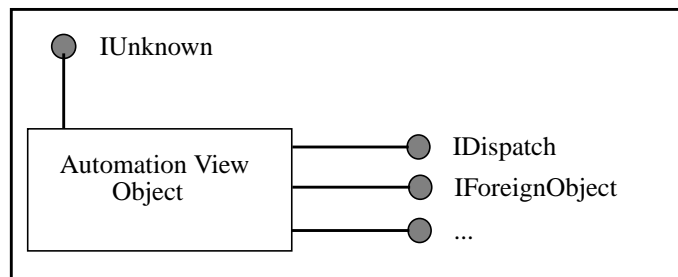 IUnknown
IDispatch
Automation View
Object
IForeignObject
...